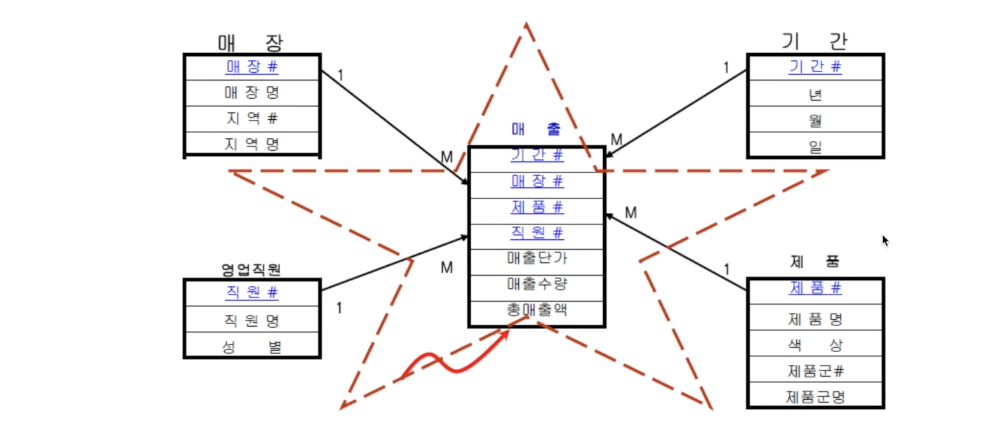 매 장
매 장 #
매 장 명
지 역 #
지 역 명
1
M
기 간
기 간 #
년
월
일
1
M
매 출
기 간 #
매 장 #
제 품 #
직 원 #
매출단가
매출수량
총매출액
영업직원
직 원 #
직 원 명
성 별
M
1
제 품
제 품 #
제 품 명
색 상
제품군#
제품군명
M
1